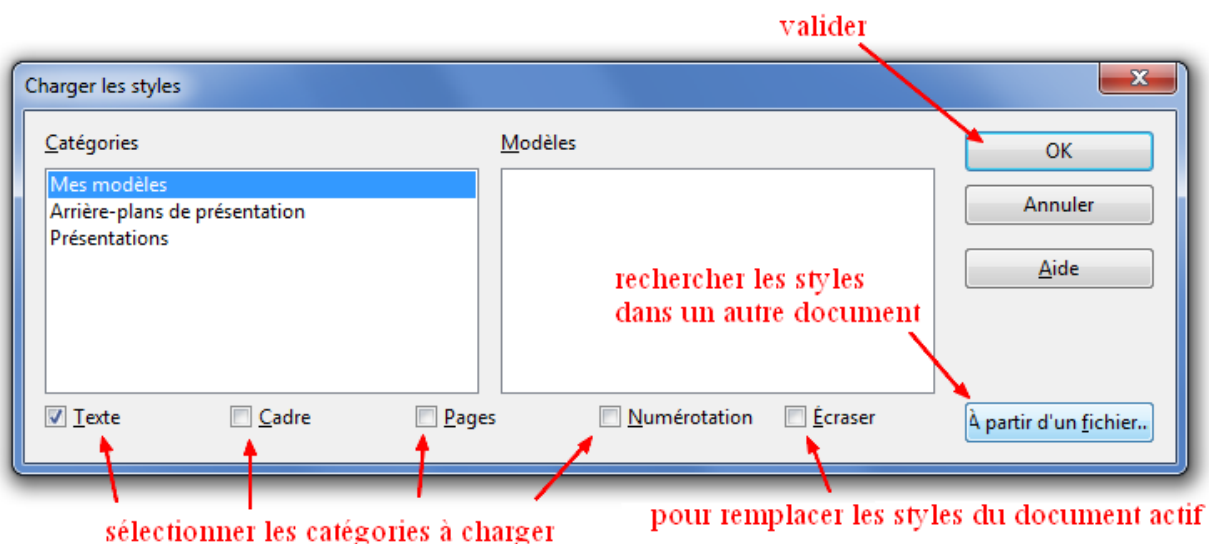 valider
Charger les styles
Catégories
Modèles
OK
Mes modèles
Arrière-plans de présentation
Présentations
Annuler
Aide
rechercher les styles
dans un autre document
Texte
Cadre
Pages
Numérotation
Écraser
À partir d'un fichier..
sélectionner les catégories à charger
pour remplacer les styles du document actif